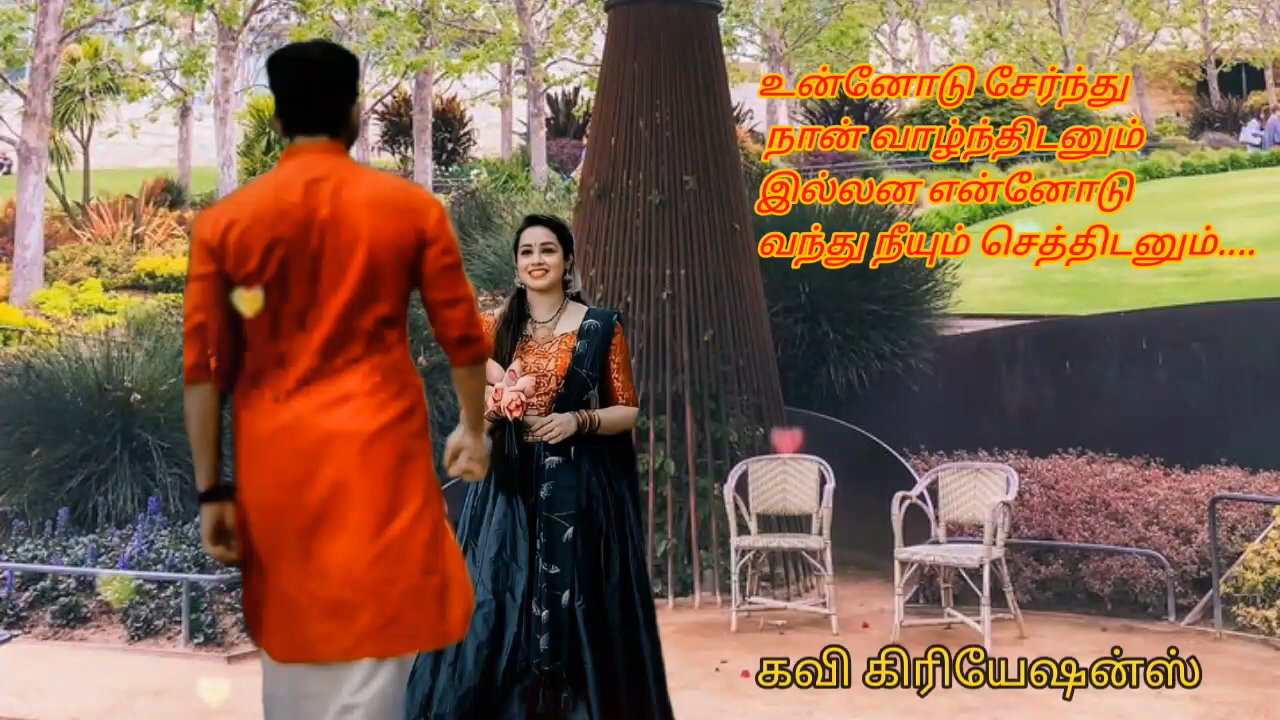 உன்னோடு சேர்ந்து
நான் வாழ்ந்திடனும்
இல்லன என்னோடு
வந்து நீயும் செத்திடனும்....
கவி கிரியேஷன்ஸ்